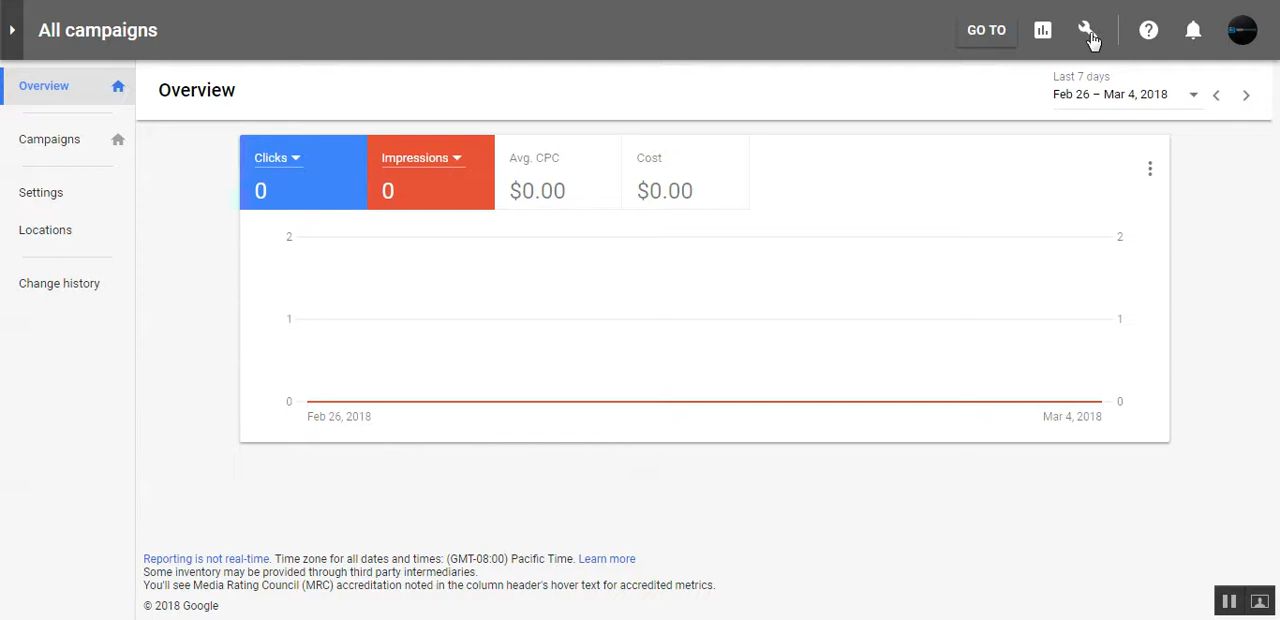 All campaigns
GO TO
Overview
Campaigns
Settings
Locations
Change history
Overview
Last 7 days
Feb 26 – Mar 4, 2018
Clicks
0
Impressions
0
Avg. CPC
$0.00
Cost
$0.00
2
2
1
1
0
0
Feb 26, 2018
Mar 4, 2018
Reporting is not real-time. Time zone for all dates and times: (GMT-08:00) Pacific Time. Learn more
Some inventory may be provided through third party intermediaries.
You'll see Media Rating Council (MRC) accreditation noted in the column header's hover text for accredited metrics.
© 2018 Google